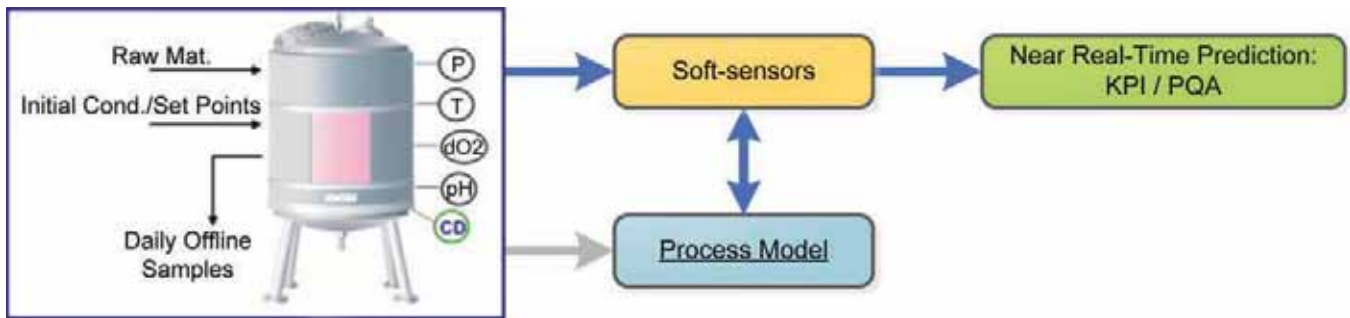 Raw Mat.
Initial Cond./Set Points
Daily Offline
Samples
P
T
dO2
pH
CD
Soft-sensors
Process Model
Near Real-Time Prediction:
KPI / PQA